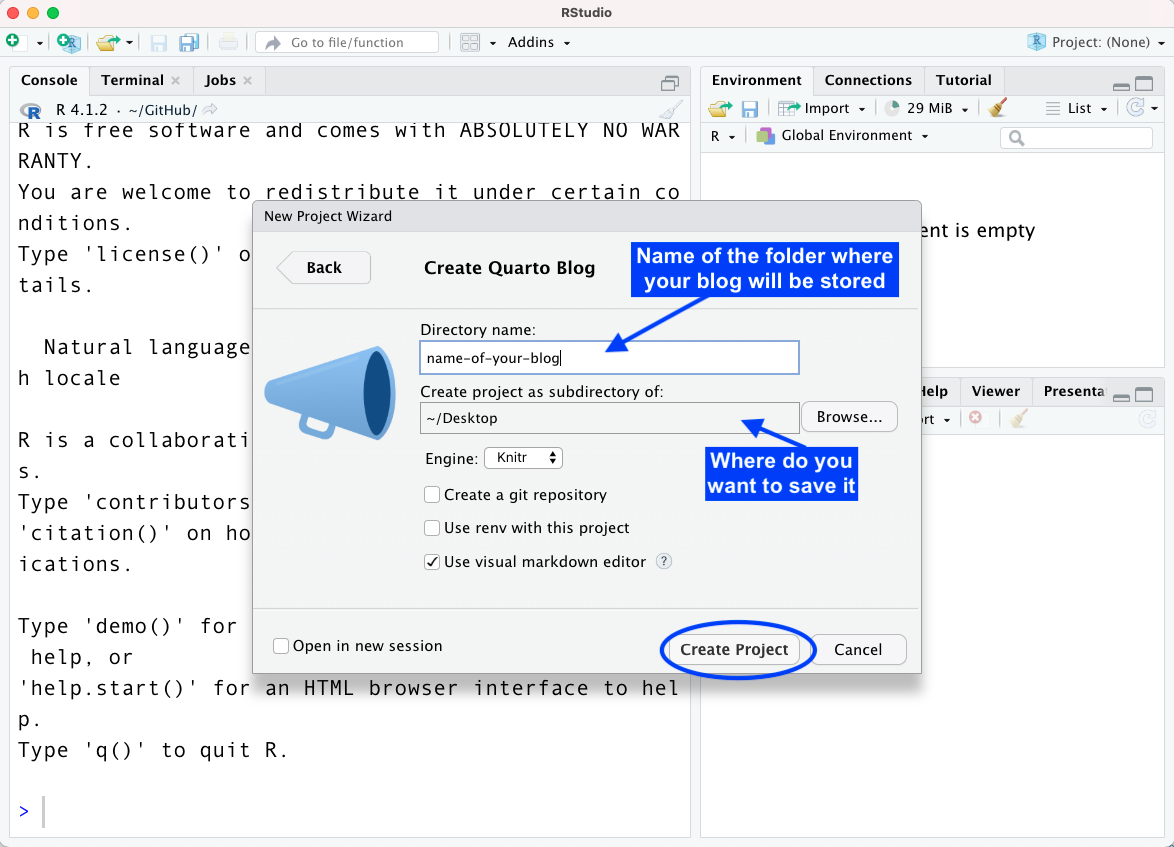 RStudio
Go to file/function
Addins
Project: (None)
Console
Terminal
Jobs
R 4.1.2 · ~/GitHub/
R is free software and comes with ABSOLUTELY NO WAR
RANTY.
You are welcome to redistribute it under certain co
nditions.
Type 'license()' o
tails.
Natural language
h locale
R is a collaborati
s.
Type 'contributors
'citation()' on ho
ications.
Type 'demo()' for
help, or
'help.start()' for an HTML browser interface to hel
p.
Type 'q()' to quit R.
>
Environment
Connections
Tutorial
Import
29 MiB
List
R
Global Environment
ent is empty
Help
Viewer
Presenta
ort
New Project Wizard
Back
Create Quarto Blog
Name of the folder where
your blog will be stored
Directory name:
name-of-your-blog
Create project as subdirectory of:
~/Desktop
Browse...
Where do you
want to save it
Engine:
Knitr
Create a git repository
Use renv with this project
Use visual markdown editor
?
Open in new session
Create Project
Cancel